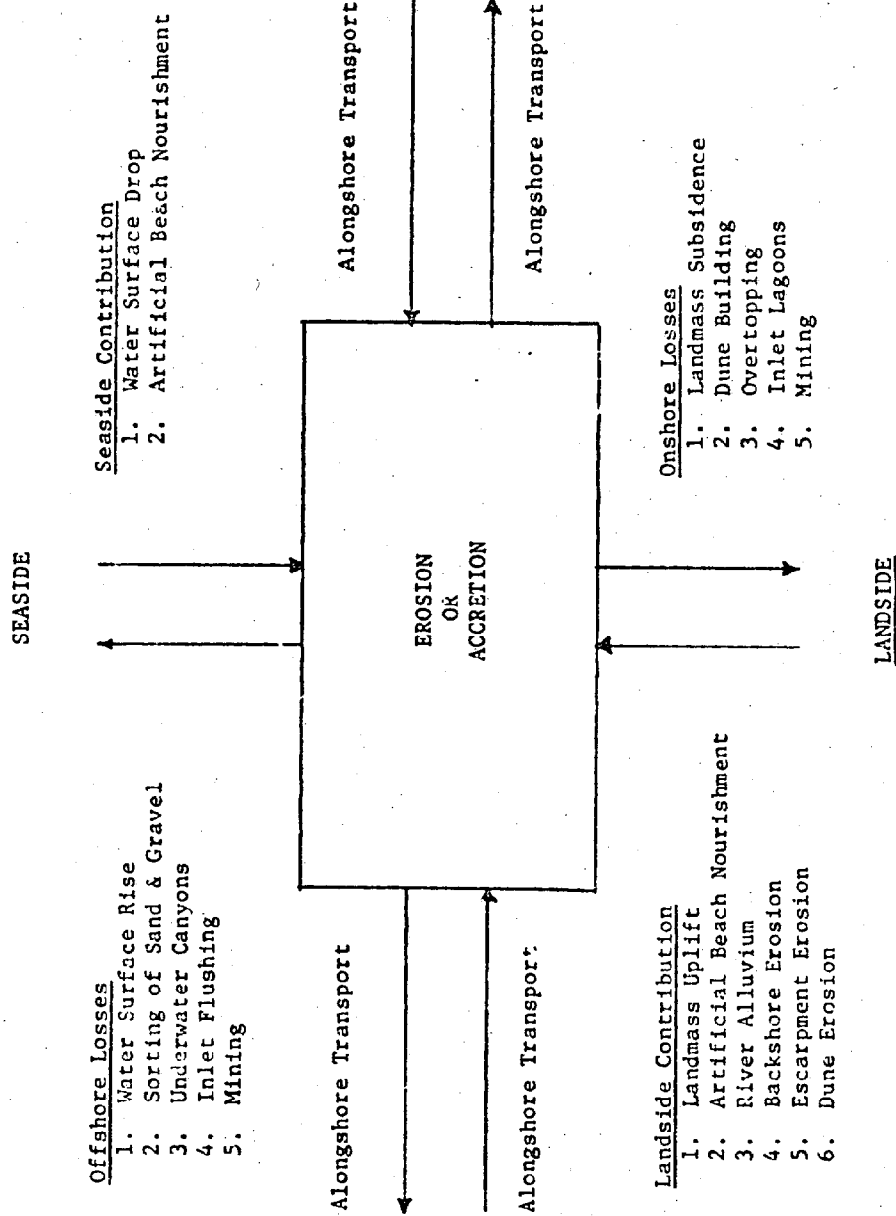 SEASIDE
Offshore Losses
1. Water Surface Rise
2. Sorting of Sand & Gravel
3. Underwater Canyons
4. Inlet Flushing
5. Mining
Seaside Contribution
1. Water Surface Drop
2. Artificial Beach Nourishment
Alongshore Transport
Alongshore Transport
EROSION
OR
ACCRETION
Alongshore Transport
Alongshore Transport
Landside Contribution
1. Landmass Uplift
2. Artificial Beach Nourishment
3. River Alluvium
4. Backshore Erosion
5. Escarpment Erosion
6. Dune Erosion
Onshore Losses
1. Landmass Subsidence
2. Dune Building
3. Overtopping
4. Inlet Lagoons
5. Mining
LANDSIDE